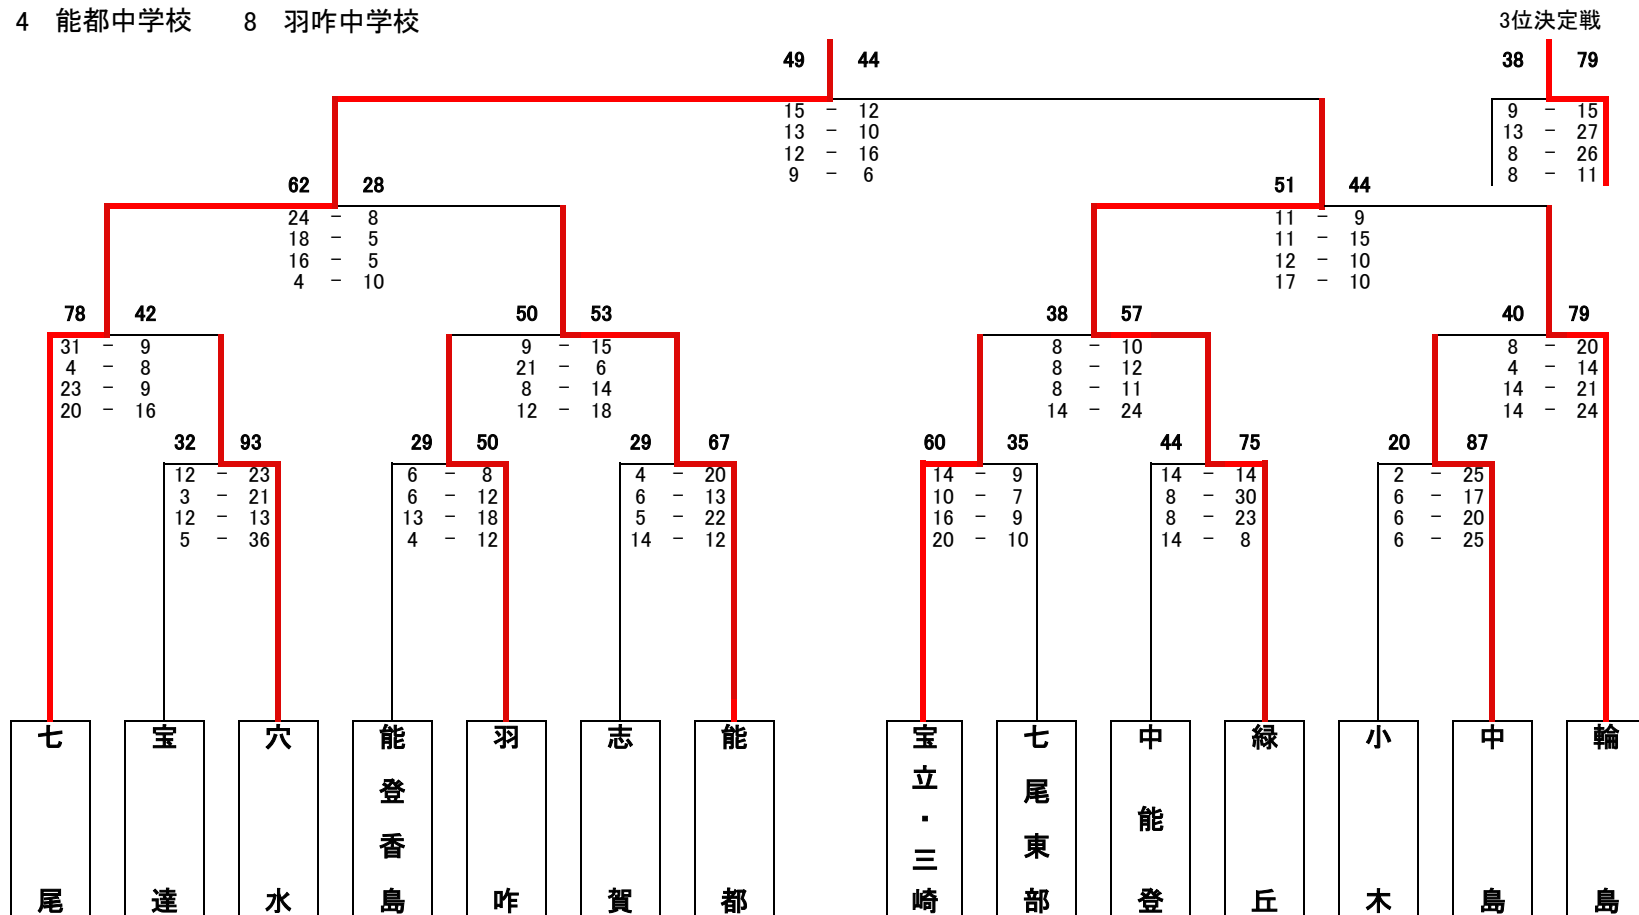 4 能都中学校 8 羽咋中学校
3位決定戦
49 44
38 79
15 - 12
13 - 10
12 - 16
9 - 6
9 - 15
13 - 27
8 - 26
8 - 11
62 28
51 44
24 - 8
18 - 5
16 - 5
4 - 10
11 - 9
11 - 15
12 - 10
17 - 10
78 42
50 53
38 57
40 79
31 - 9
4 - 8
23 - 9
20 - 16
9 - 15
21 - 6
8 - 14
12 - 18
8 - 10
8 - 12
8 - 11
14 - 24
8 - 20
4 - 14
14 - 21
14 - 24
32 93
29 50
29 67
60 35
44 75
20 87
12 - 23
3 - 21
12 - 13
5 - 36
6 - 8
6 - 12
13 - 18
4 - 12
4 - 20
6 - 13
5 - 22
14 - 12
14 - 9
10 - 7
16 - 9
20 - 10
14 - 14
8 - 30
8 - 23
14 - 8
2 - 25
6 - 17
6 - 20
6 - 25
七尾
宝達
穴水
能登香島
羽咋
志賀
能都
宝立・三崎
七尾東部
中能登
緑丘
小木
中島
輪島